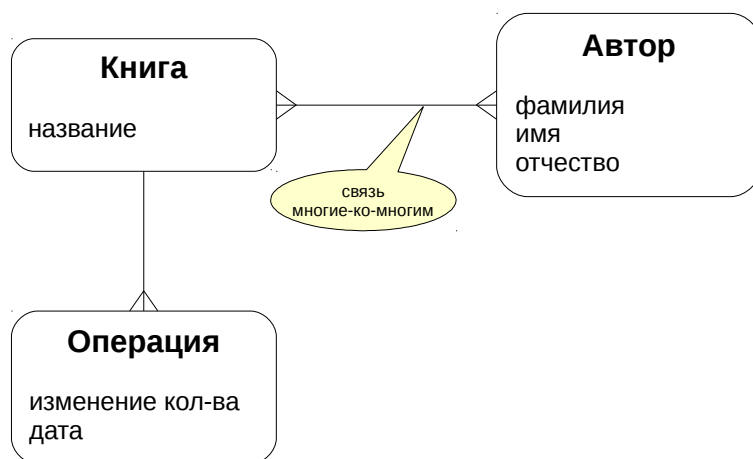 Книга
название
Автор
фамилия
имя
отчество
связь
многие-ко-многим
Операция
изменение кол-ва
дата